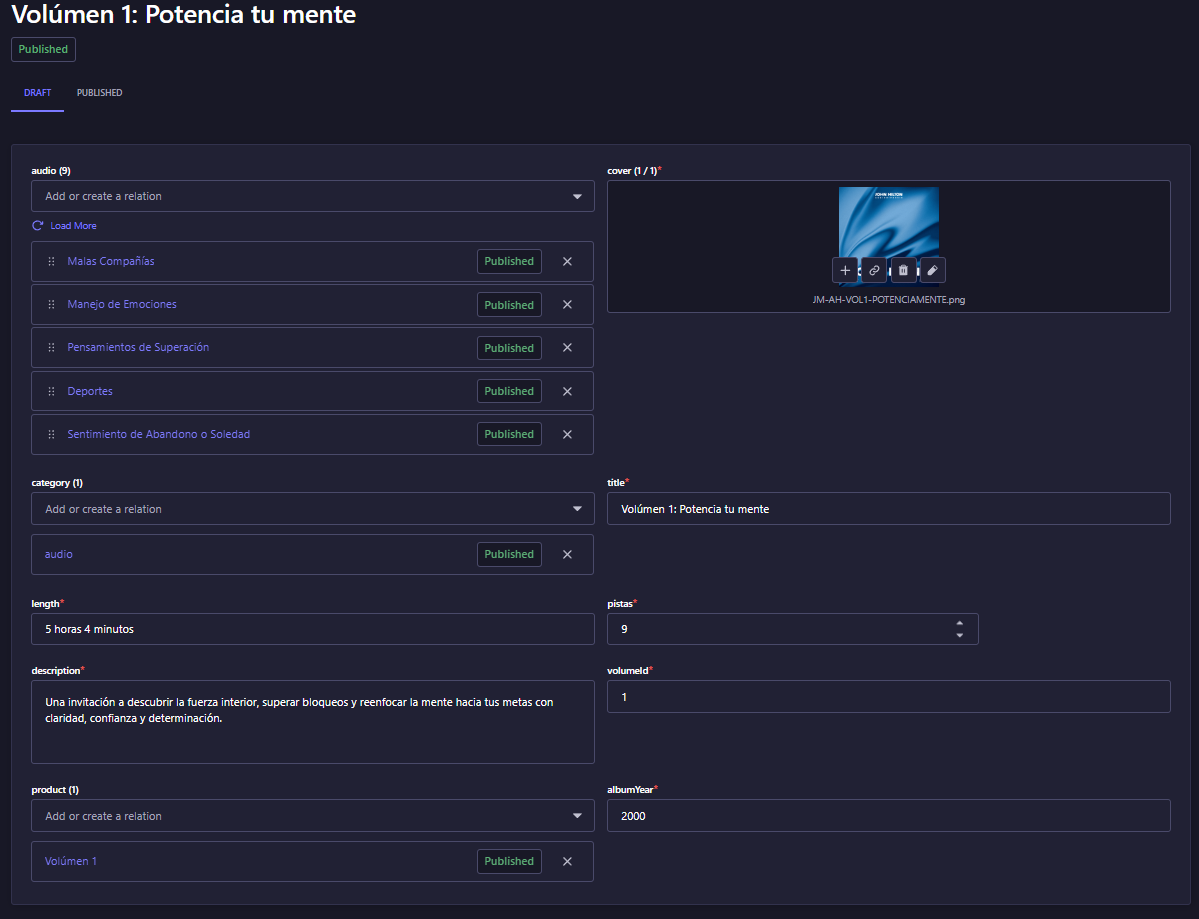 Volúmen 1: Potencia tu mente
Published
DRAFT
PUBLISHED
audio (9)
Add or create a relation
Load More
Malas Compañías
Published
Manejo de Emociones
Published
Pensamientos de Superación
Published
Deportes
Published
Sentimiento de Abandono o Soledad
Published
cover (1 / 1)*
JOHN MILTON
JM-AH-VOL1-POTENCIAMENTE.png
category (1)
Add or create a relation
audio
Published
title*
Volúmen 1: Potencia tu mente
length*
5 horas 4 minutos
pistas*
9
description*
Una invitación a descubrir la fuerza interior, superar bloqueos y reenfocar la mente hacia tus metas con
claridad, confianza y determinación.
volumeId*
1
product (1)
Add or create a relation
Volúmen 1
Published
albumYear*
2000